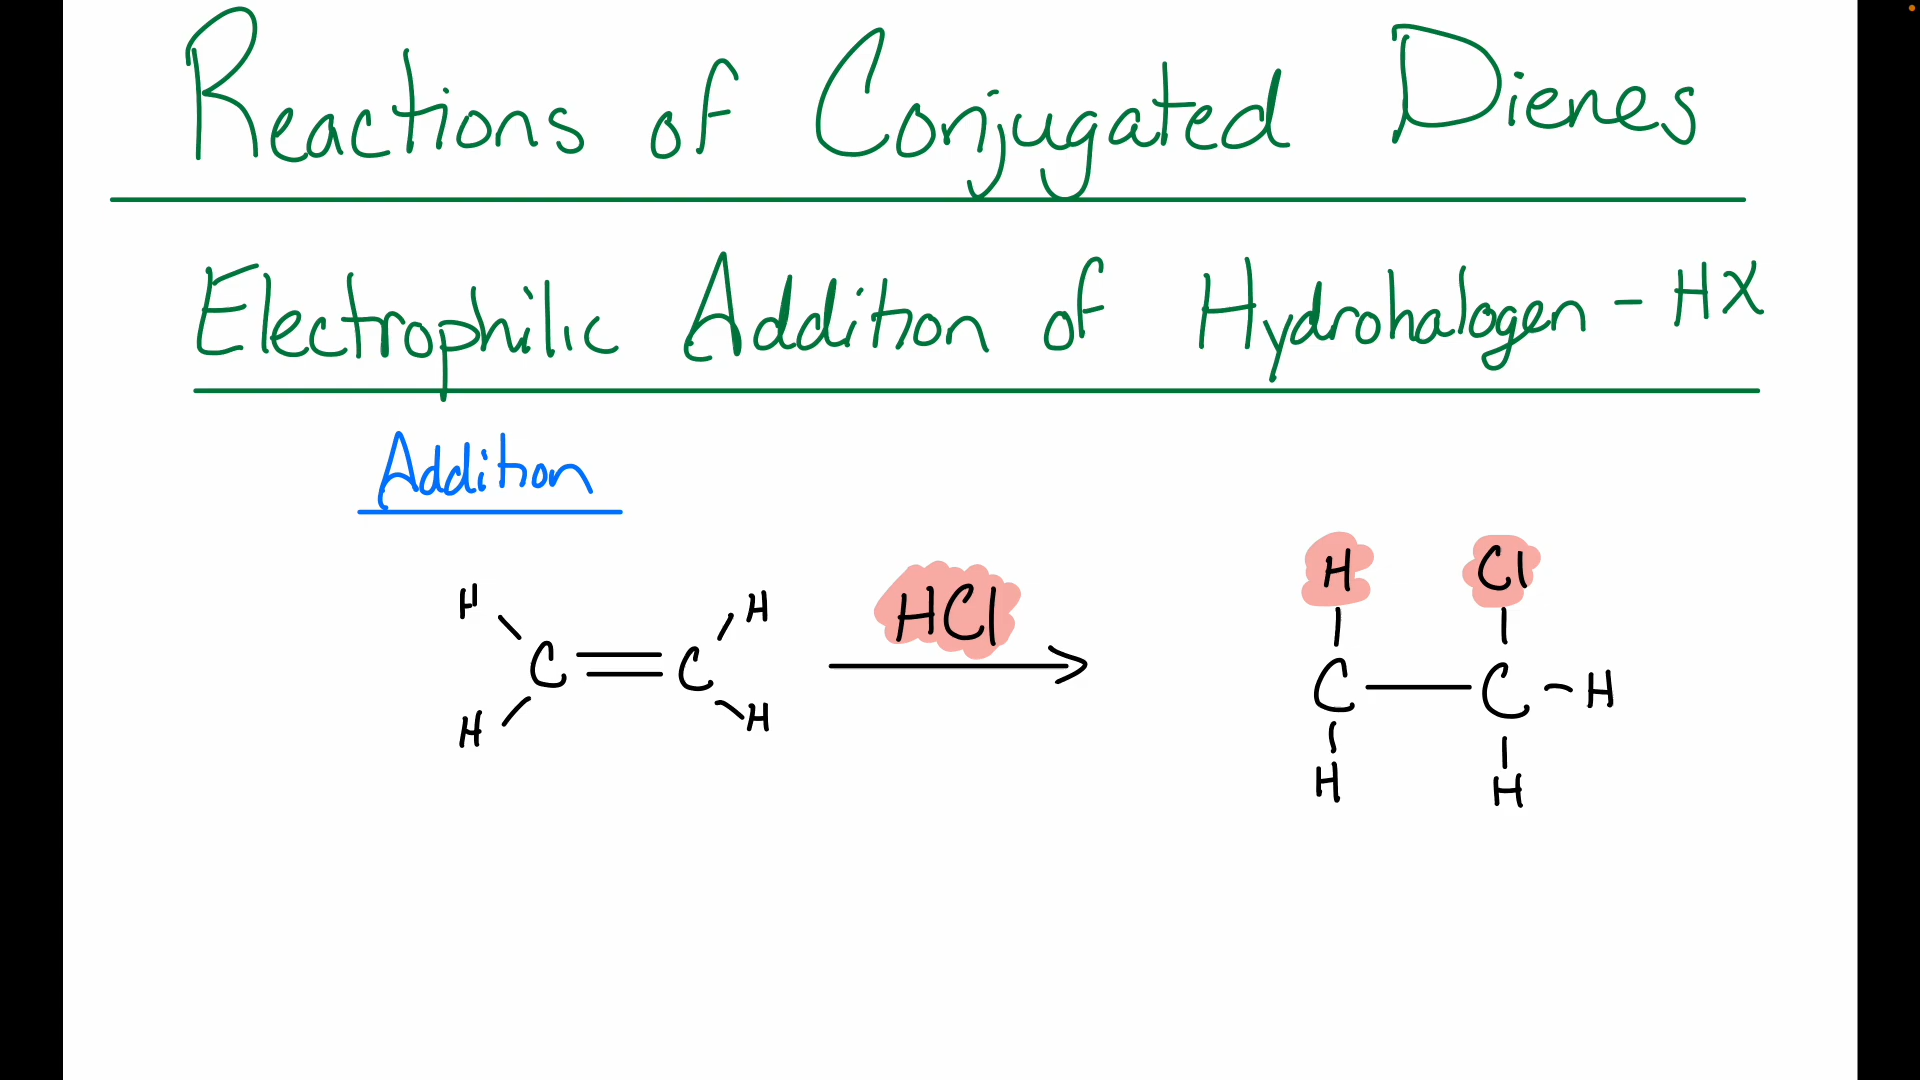 Reactions of Conjugated Dienes
Electrophilic Addition of Hydrohalogen - HX
Addition
H H
HCl
C = C
H H
H Cl
C — C - H
H H